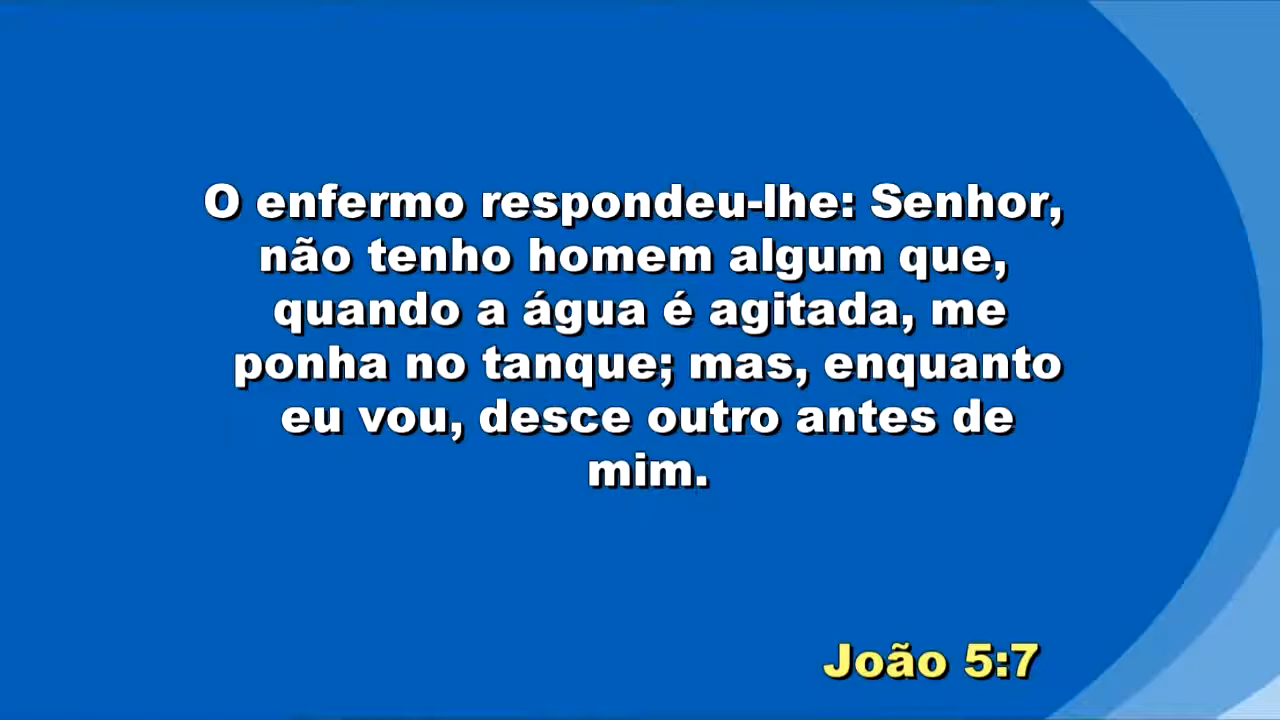 O enfermo respondeu-lhe: Senhor,
não tenho homem algum que,
quando a água é agitada, me
ponha no tanque; mas, enquanto
eu vou, desce outro antes de
mim.
João 5:7